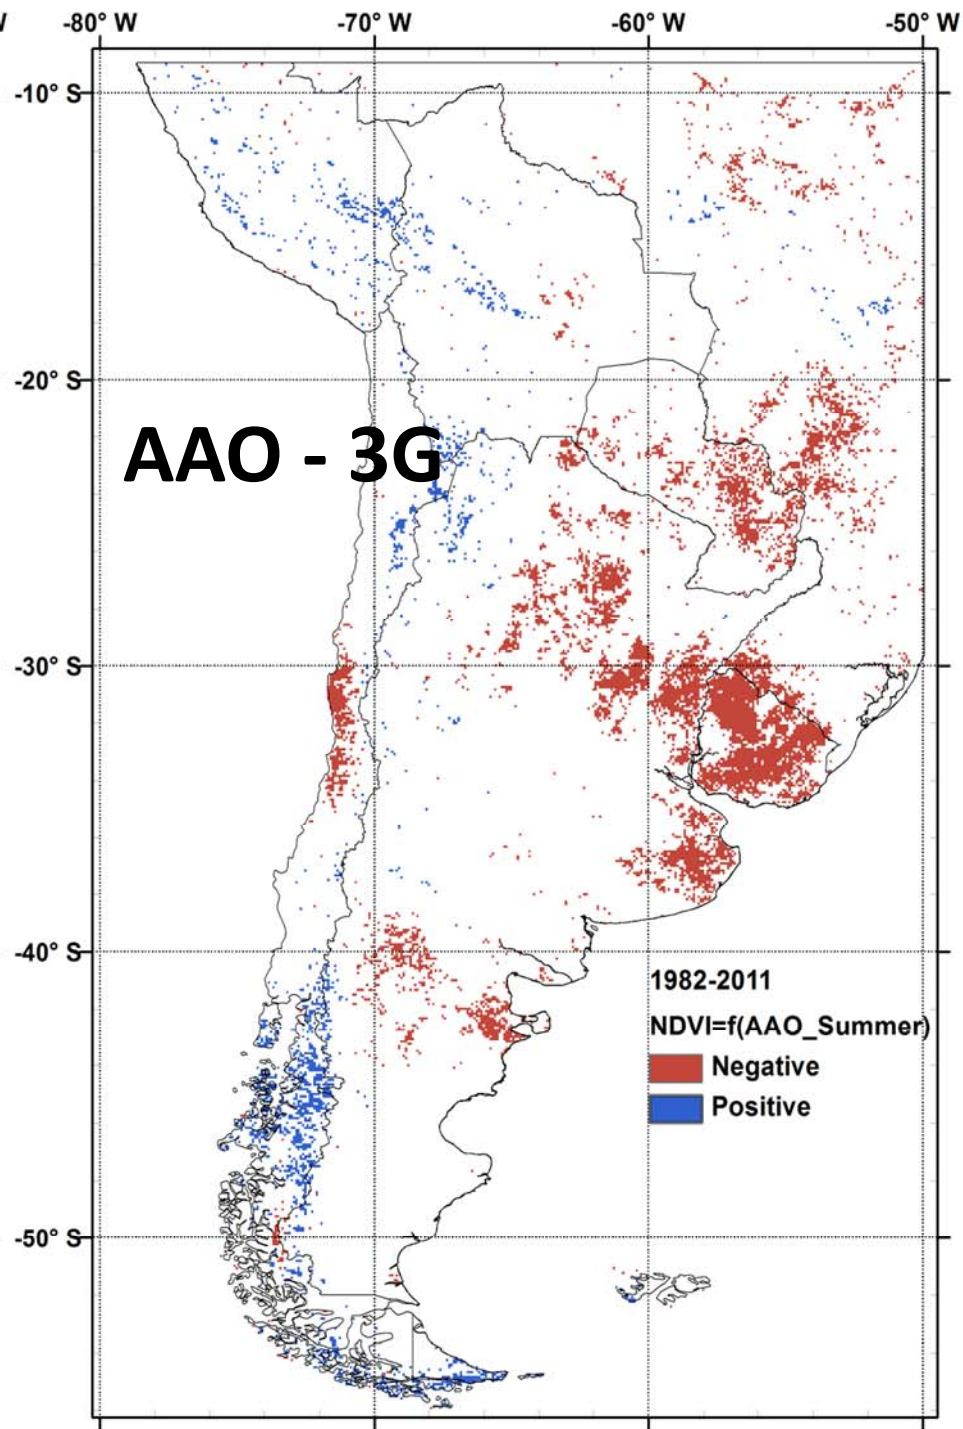 W -80° W -70° W -60° W -50° W
-10° S
-20° S
AAO - 3G
-30° S
-40° S
1982-2011
NDVI=f(AAO_Summer)
Negative
Positive
-50° S